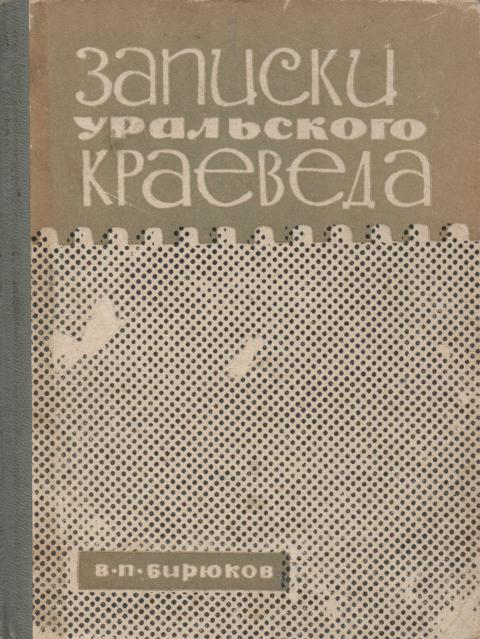 Записки
уральского
краеведа
В·П·Бирюков